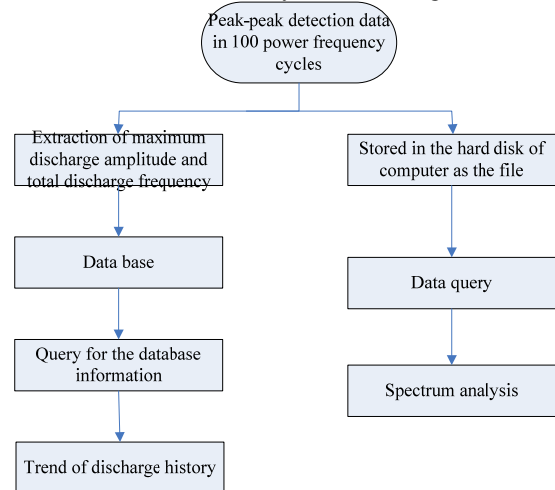 Peak-peak detection data
in 100 power frequency
cycles
Extraction of maximum
discharge amplitude and
total discharge frequency
Stored in the hard disk of
computer as the file
Data base
Data query
Query for the database
information
Spectrum analysis
Trend of discharge history